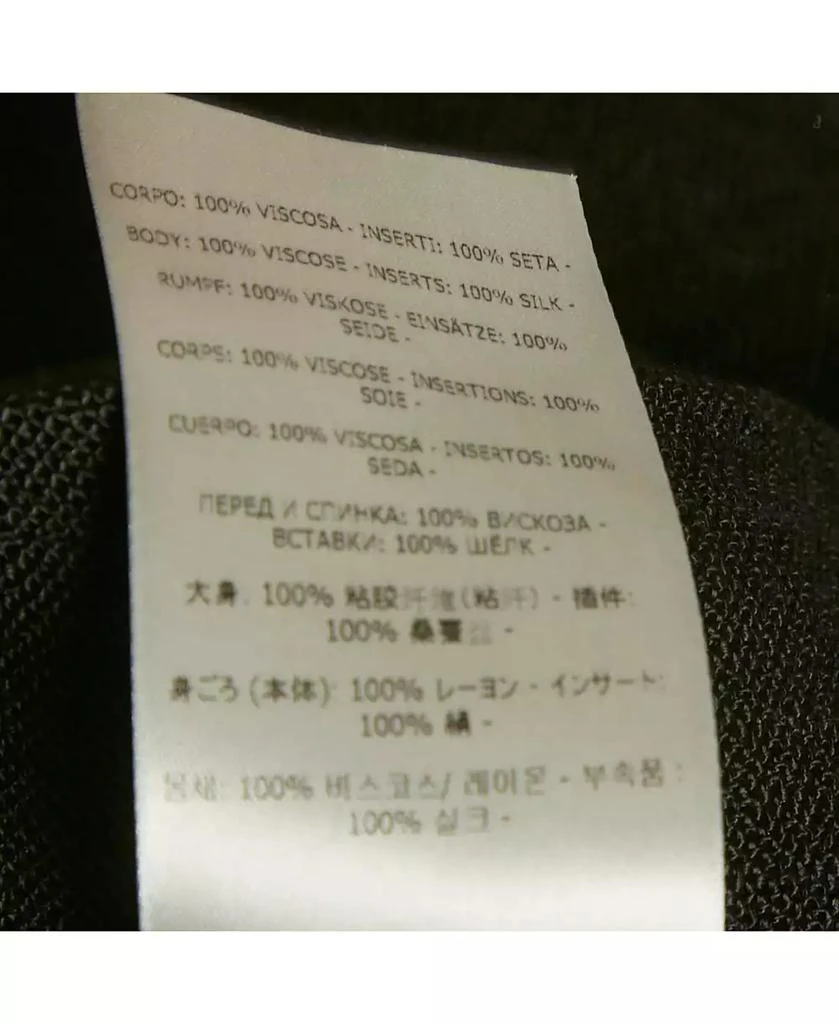 CORPO: 100% VISCOSA - INSERTI: 100% SETA -
BODY: 100% VISCOSE - INSERTS: 100% SILK -
RUMPF: 100% VISKOSE - EINSÄTZE: 100%
SEIDE -
CORPS: 100% VISCOSE - INSERTIONS: 100%
SOIE -
CUERPO: 100% VISCOSA - INSERTOS: 100%
SEDA -
ПЕРЕД И СПИНКА: 100% ВИСКОЗА -
ВСТАВКИ: 100% ШЁЛК -
大身: 100% 粘胶纤维(粘纤) - 插件:
100% 桑蚕丝 -
身ごろ (本体): 100% レーヨン - インサート:
100% 絹 -
몸체: 100% 비스코스/ 레이온 - 부속품 :
100% 실크 -